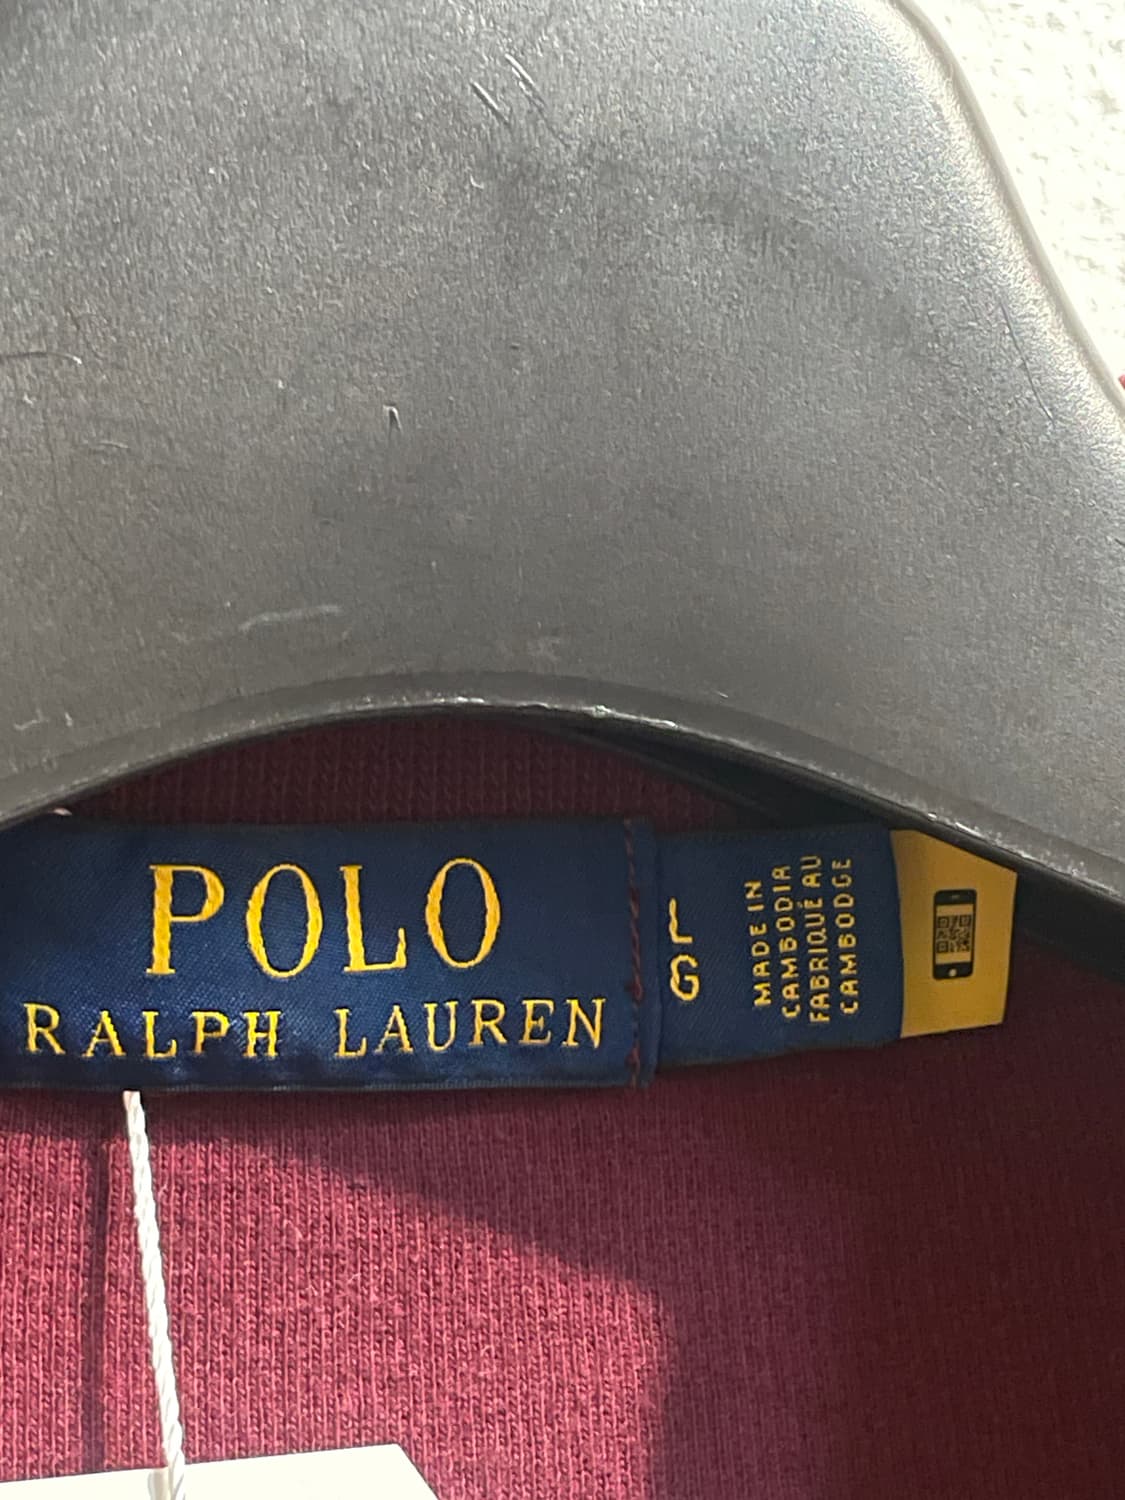 POLO
RALPH LAUREN
L
G
MADE IN
CAMBODIA
FABRIQUÉ AU
CAMBODGE